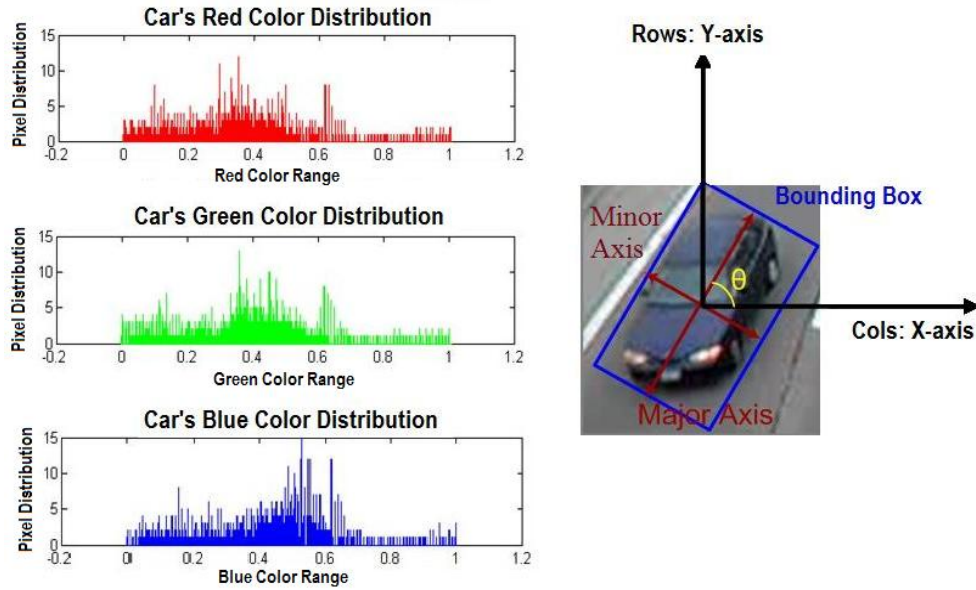 Car's Red Color Distribution
Pixel Distribution
15
10
5
0
-0.2 0 0.2 0.4 0.6 0.8 1 1.2
Red Color Range
Car's Green Color Distribution
Pixel Distribution
15
10
5
0
-0.2 0 0.2 0.4 0.6 0.8 1 1.2
Green Color Range
Car's Blue Color Distribution
Pixel Distribution
15
10
5
0
-0.2 0 0.2 0.4 0.6 0.8 1 1.2
Blue Color Range
Rows: Y-axis
Bounding Box
Minor
Axis
θ
Cols: X-axis
Major Axis